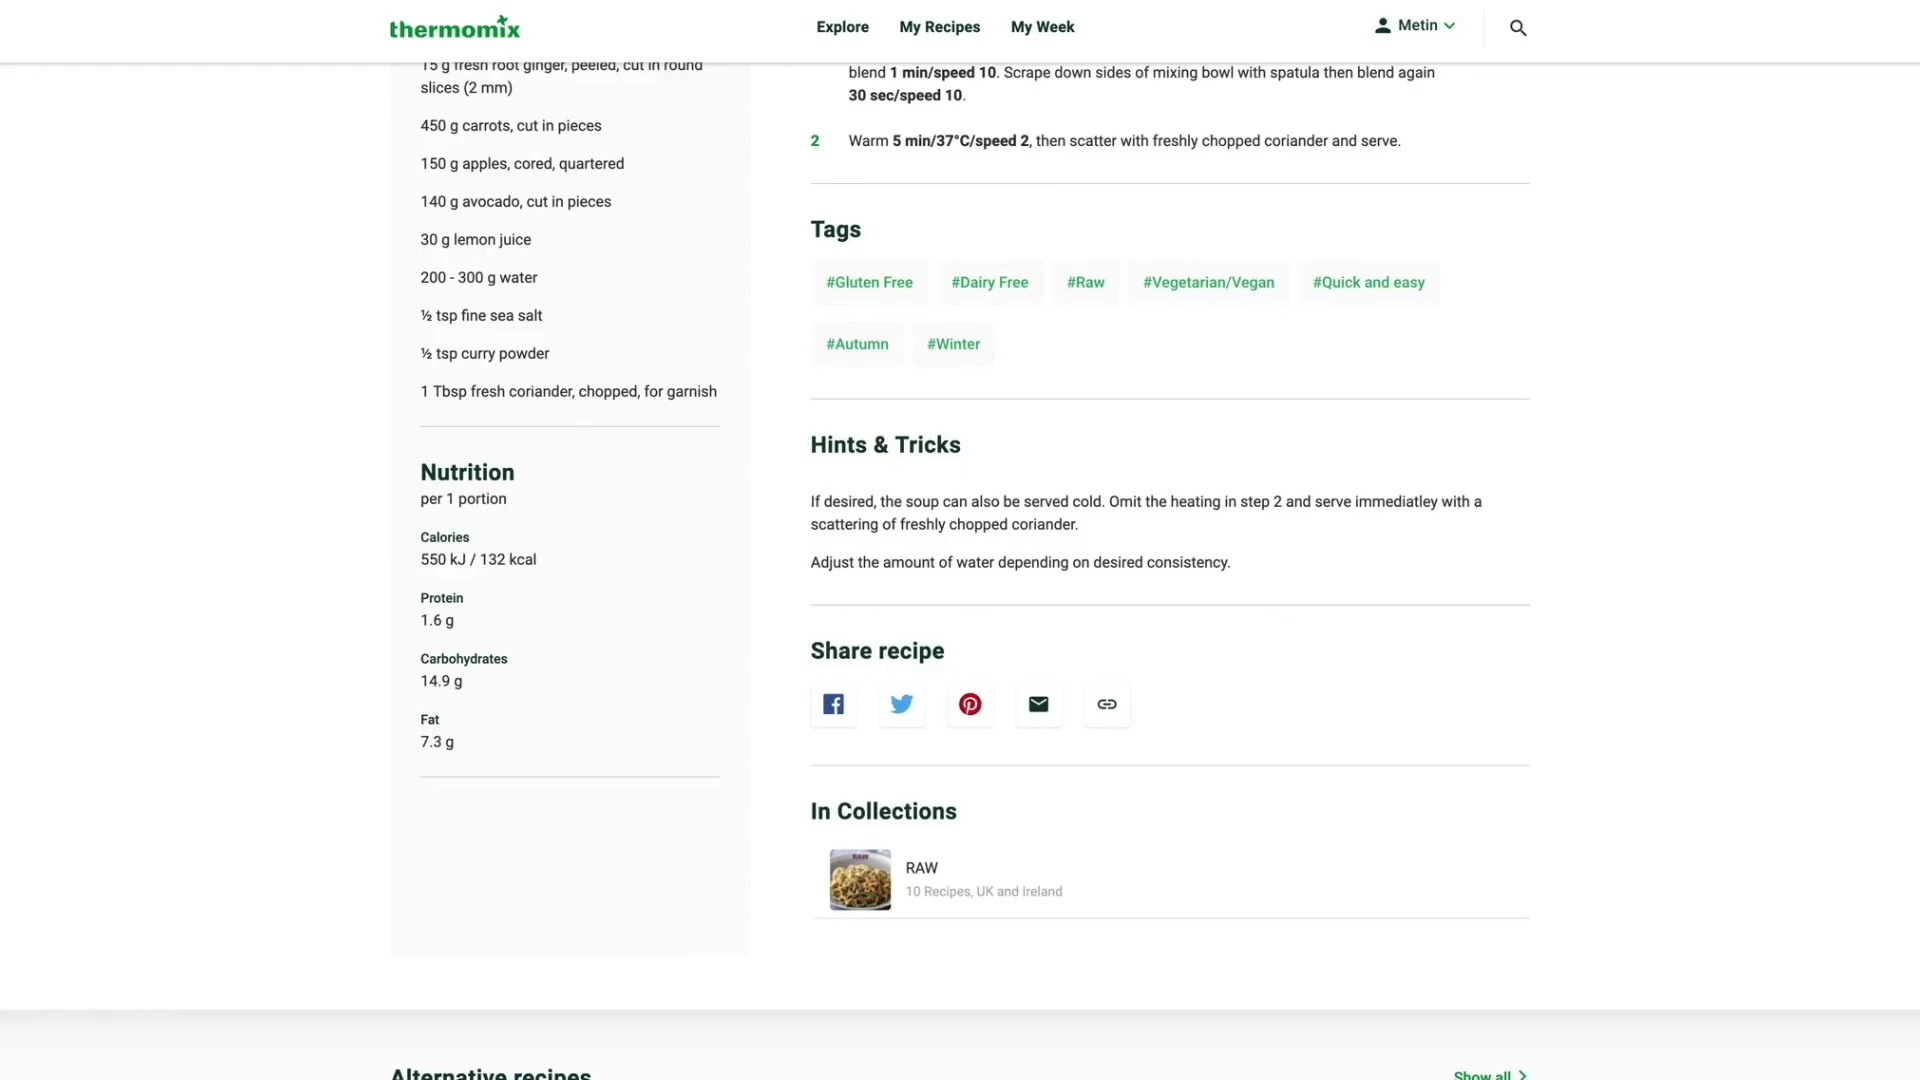 thermomix
Explore
My Recipes
My Week
Metin
15 g fresh root ginger, peeled, cut in round
slices (2 mm)
450 g carrots, cut in pieces
150 g apples, cored, quartered
140 g avocado, cut in pieces
30 g lemon juice
200 - 300 g water
½ tsp fine sea salt
½ tsp curry powder
1 Tbsp fresh coriander, chopped, for garnish
Nutrition
per 1 portion
Calories
550 kJ / 132 kcal
Protein
1.6 g
Carbohydrates
14.9 g
Fat
7.3 g
blend 1 min/speed 10. Scrape down sides of mixing bowl with spatula then blend again
30 sec/speed 10.
2 Warm 5 min/37°C/speed 2, then scatter with freshly chopped coriander and serve.
Tags
#Gluten Free
#Dairy Free
#Raw
#Vegetarian/Vegan
#Quick and easy
#Autumn
#Winter
Hints & Tricks
If desired, the soup can also be served cold. Omit the heating in step 2 and serve immediatley with a
scattering of freshly chopped coriander.
Adjust the amount of water depending on desired consistency.
Share recipe
In Collections
RAW
RAW
10 Recipes, UK and Ireland
Alternative recipes
Show all